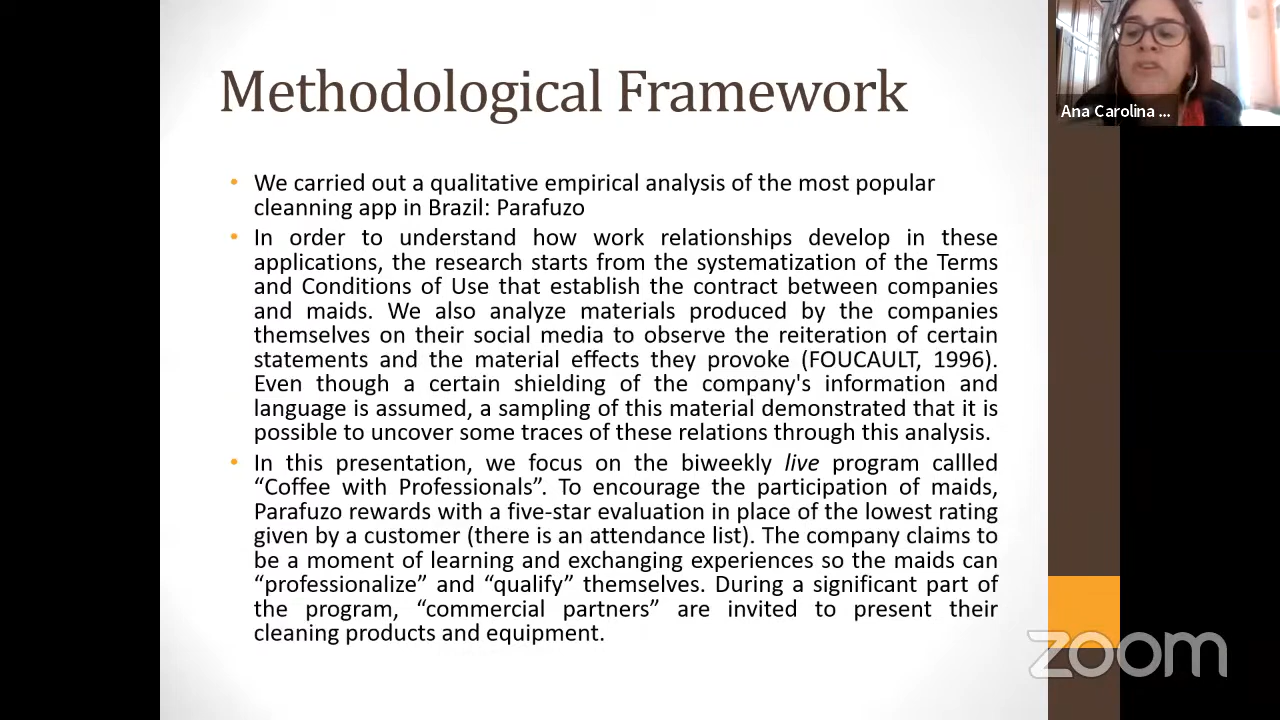 Methodological Framework
Ana Carolina ...
• We carried out a qualitative empirical analysis of the most popular
cleanning app in Brazil: Parafuzo
• In order to understand how work relationships develop in these
applications, the research starts from the systematization of the Terms
and Conditions of Use that establish the contract between companies
and maids. We also analyze materials produced by the companies
themselves on their social media to observe the reiteration of certain
statements and the material effects they provoke (FOUCAULT, 1996).
Even though a certain shielding of the company's information and
language is assumed, a sampling of this material demonstrated that it is
possible to uncover some traces of these relations through this analysis.
• In this presentation, we focus on the biweekly live program callled
“Coffee with Professionals”. To encourage the participation of maids,
Parafuzo rewards with a five-star evaluation in place of the lowest rating
given by a customer (there is an attendance list). The company claims to
be a moment of learning and exchanging experiences so the maids can
“professionalize” and “qualify” themselves. During a significant part of
the program, “commercial partners” are invited to present their
cleaning products and equipment.
zoom